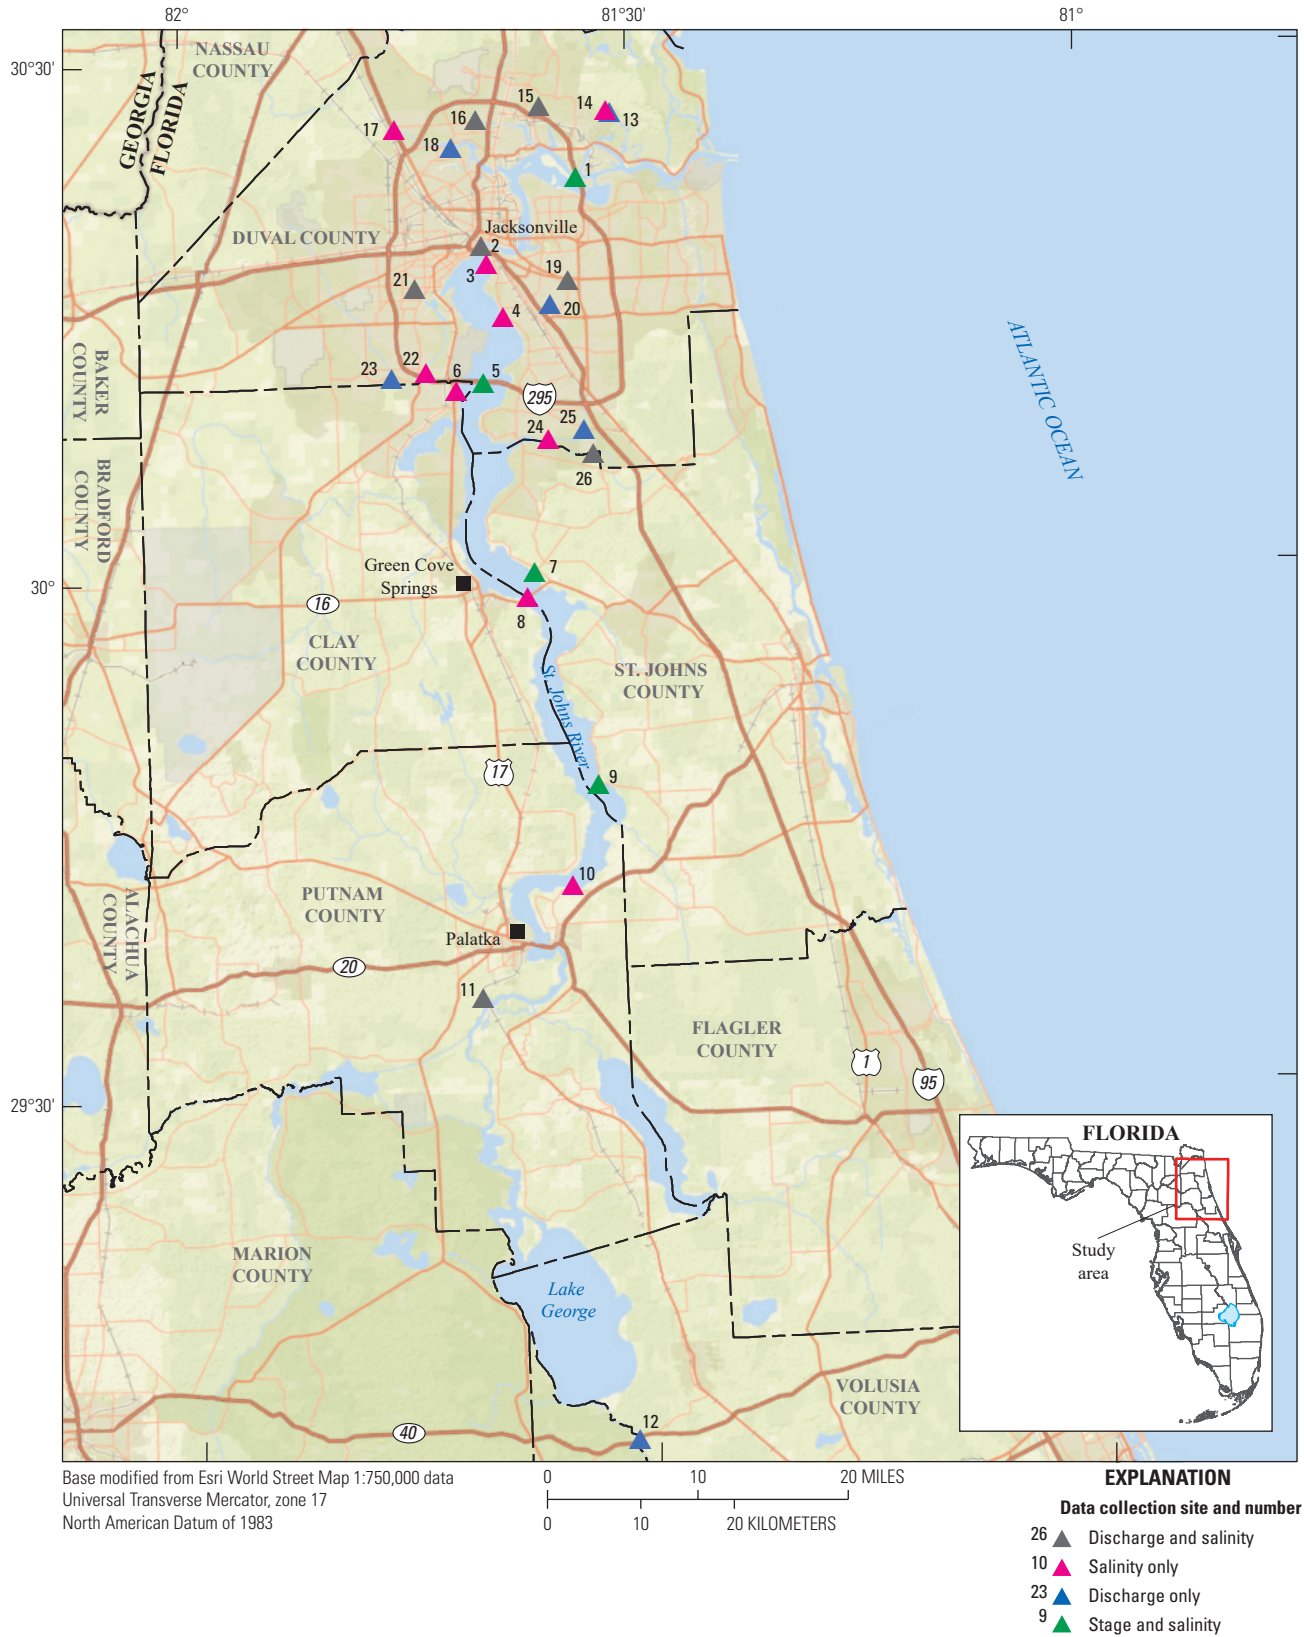 82°
81°30'
81°
30°30'
30°
29°30'
NASSAU
COUNTY
GEORGIA
FLORIDA
15
14
13
16
17
18
1
DUVAL COUNTY
Jacksonville
2
3
19
21
20
4
BAKER
COUNTY
23
22
6
5
295
25
24
26
BRADFORD
COUNTY
ATLANTIC OCEAN
Green Cove
Springs
7
16
8
CLAY
COUNTY
ST. JOHNS
COUNTY
St. Johns River
17
9
10
PUTNAM
COUNTY
ALACHUA
COUNTY
Palatka
20
11
FLAGLER
COUNTY
1
95
MARION
COUNTY
Lake
George
VOLUSIA
COUNTY
12
40
FLORIDA
Study
area
Base modified from Esri World Street Map 1:750,000 data
Universal Transverse Mercator, zone 17
North American Datum of 1983
0 10 20 MILES
0 10 20 KILOMETERS
EXPLANATION
Data collection site and number
26 Discharge and salinity
10 Salinity only
23 Discharge only
9 Stage and salinity